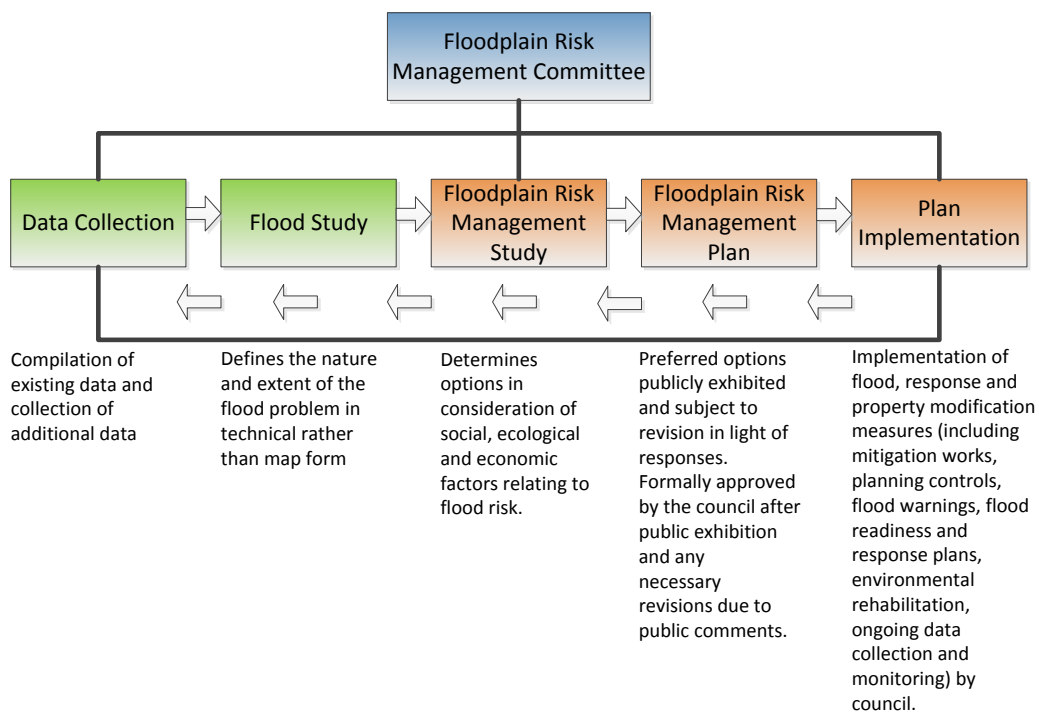 Floodplain Risk
Management Committee
Data Collection
Flood Study
Floodplain Risk
Management
Study
Floodplain Risk
Management
Plan
Plan
Implementation
Compilation of
existing data and
collection of
additional data
Defines the nature
and extent of the
flood problem in
technical rather
than map form
Determines
options in
consideration of
social, ecological
and economic
factors relating to
flood risk.
Preferred options
publicly exhibited
and subject to
revision in light of
responses.
Formally approved
by the council after
public exhibition
and any
necessary
revisions due to
public comments.
Implementation of
flood, response and
property modification
measures (including
mitigation works,
planning controls,
flood warnings, flood
readiness and
response plans,
environmental
rehabilitation,
ongoing data
collection and
monitoring) by
council.